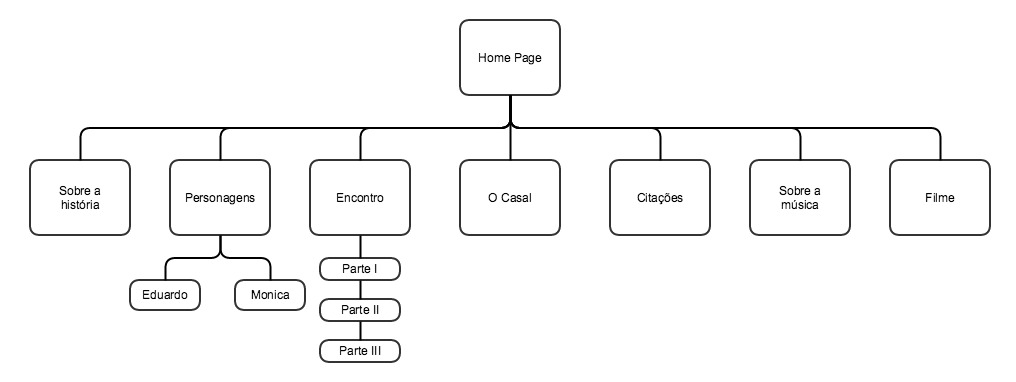 Home Page
Sobre a
história
Personagens
Encontro
O Casal
Citações
Sobre a
música
Filme
Eduardo
Monica
Parte I
Parte II
Parte III